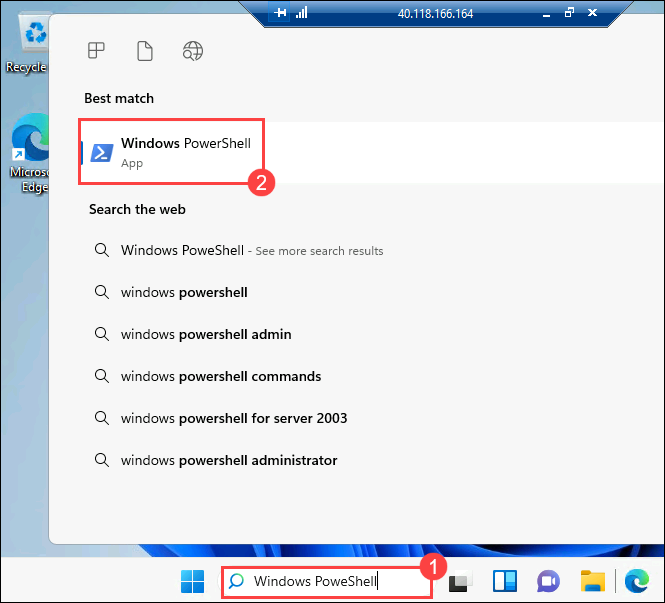 40.118.166.164
Recycle
Best match
Windows PowerShell
App
2
Micros
Edge
Search the web
Windows PoweShell - See more search results
windows powershell
windows powershell admin
windows powershell commands
windows powershell for server 2003
windows powershell administrator
1
Windows PoweShell